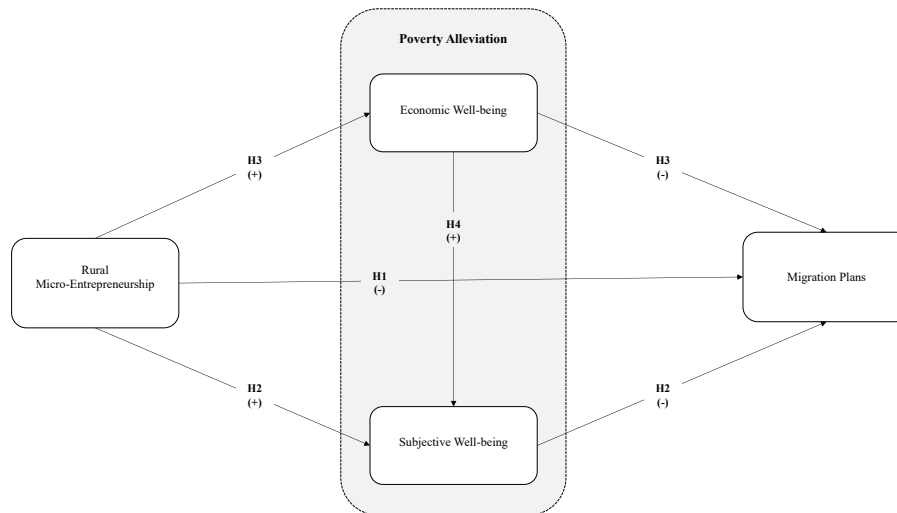 Poverty Alleviation
Economic Well-being
H3
(+)
H3
(-)
H4
(+)
Rural
Micro-Entrepreneurship
H1
(-)
Migration Plans
H2
(+)
H2
(-)
Subjective Well-being